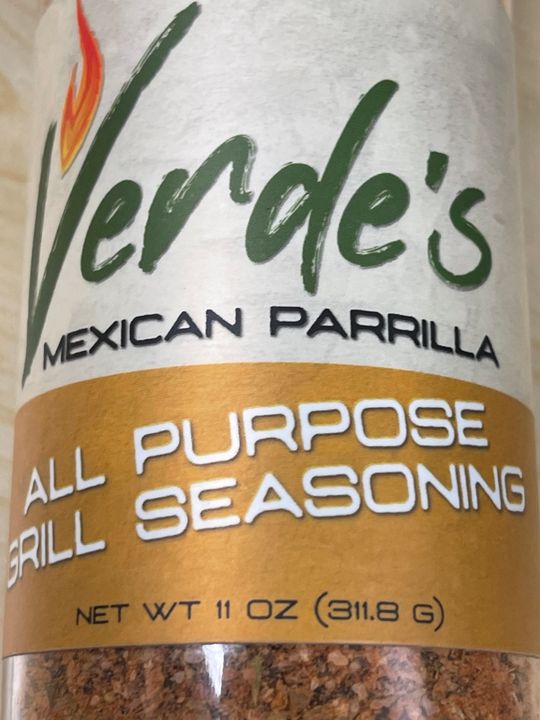 Verde's
MEXICAN PARRILLA
ALL PURPOSE
GRILL SEASONING
NET WT 11 OZ (311.8 G)